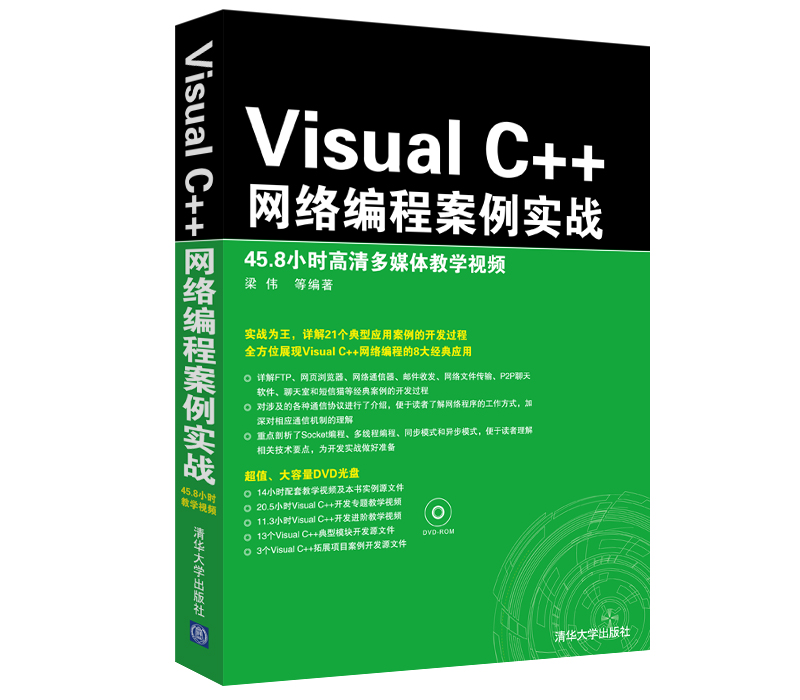 Visual C++
网络编程案例实战
45.8小时高清多媒体教学视频
梁 伟 等编著
实战为王，详解21个典型应用案例的开发过程
全方位展现Visual C++网络编程的8大经典应用
详解FTP、网页浏览器、网络通信器、邮件收发、网络文件传输、P2P聊天
软件、聊天室和短信猫等经典案例的开发过程
对涉及的各种通信协议进行了介绍，便于读者了解网络程序的工作方式，加
深对相应通信机制的理解
重点剖析了Socket编程、多线程编程、同步模式和异步模式，便于读者理解
相关技术要点，为开发实战做好准备
超值、大容量DVD光盘
14小时配套教学视频及本书实例源文件
20.5小时Visual C++开发专题教学视频
11.3小时Visual C++开发进阶教学视频
13个Visual C++典型模块开发源文件
3个Visual C++拓展项目案例开发源文件
DVD-ROM
清华大学出版社
Visual C++ 网络编程案例实战
45.8小时
教学视频
清华大学出版社